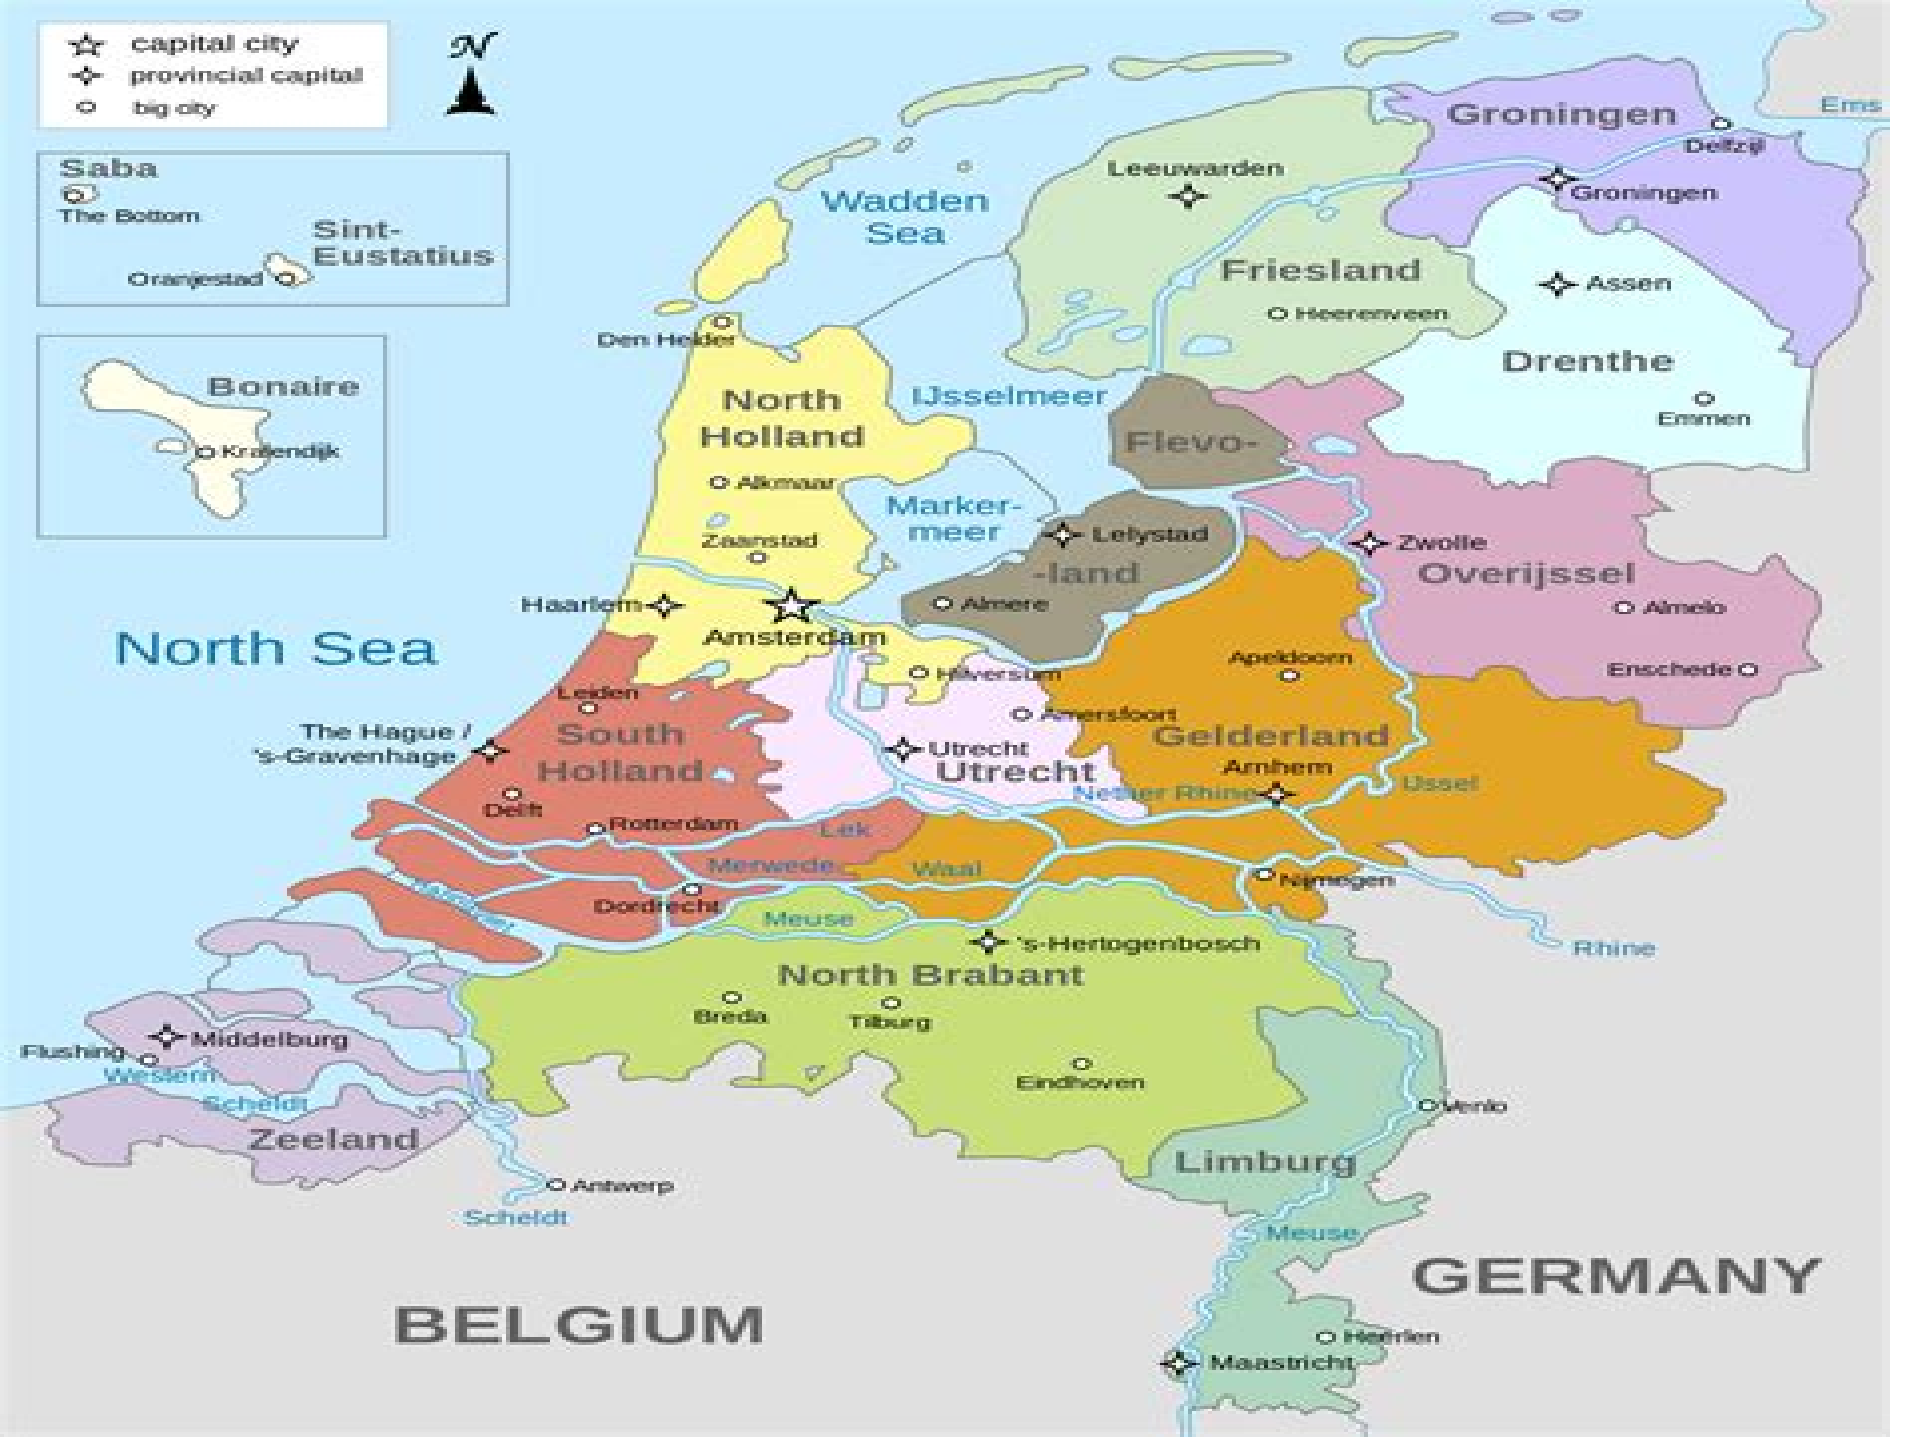 capital city
provincial capital
big city
N
Saba
The Bottom
Sint-
Eustatius
Oranjestad
Bonaire
Kralendijk
Groningen
Ems
Delfzijl
Leeuwarden
Groningen
Wadden
Sea
Friesland
Assen
Heerenveen
Den Helder
Drenthe
North
Holland
IJsselmeer
Emmen
Flevo-
Alkmaar
Marker-
meer
Lelystad
Zaanstad
Zwolle
-land
Overijssel
Haarlem
Almere
Almelo
Amsterdam
North Sea
Apeldoorn
Enschede
Hilversum
Leiden
Amersfoort
The Hague /
's-Gravenhage
South
Holland
Utrecht
Utrecht
Gelderland
Arnhem
Nether Rhine
IJssel
Delft
Rotterdam
Lek
Merwede
Waal
Nijmegen
Dordrecht
Meuse
's-Hertogenbosch
Rhine
North Brabant
Breda
Tilburg
Middelburg
Flushing
Western
Scheldt
Eindhoven
Venlo
Zeeland
Limburg
Antwerp
Scheldt
Meuse
GERMANY
BELGIUM
Heerlen
Maastricht